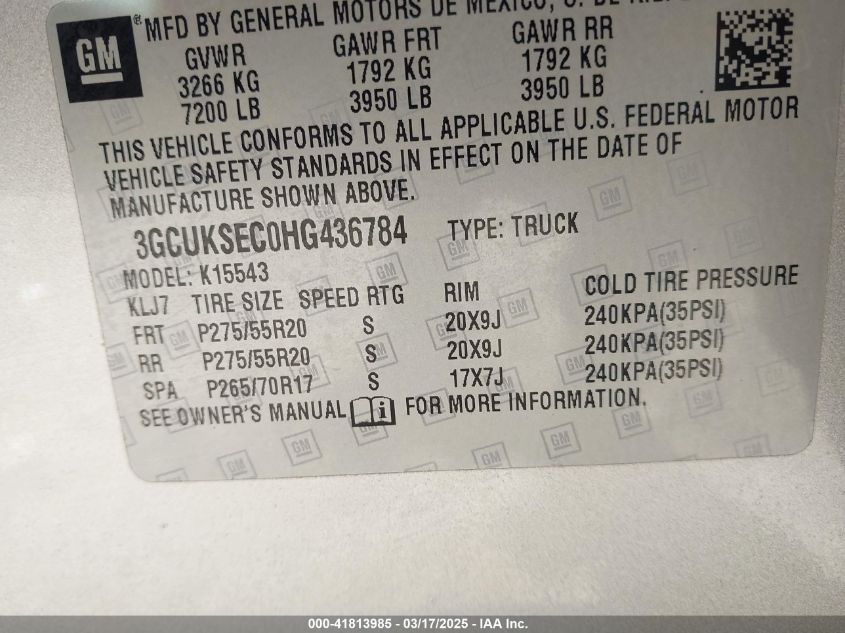 GM
® MFD BY GENERAL MOTORS DE MEXICO, S. DE
GVWR GAWR FRT GAWR RR
3266 KG 1792 KG 1792 KG
7200 LB 3950 LB 3950 LB
THIS VEHICLE CONFORMS TO ALL APPLICABLE U.S. FEDERAL MOTOR
VEHICLE SAFETY STANDARDS IN EFFECT ON THE DATE OF
MANUFACTURE SHOWN ABOVE.
3GCUKSEC0HG436784 TYPE: TRUCK
MODEL: K15543
KLJ7 TIRE SIZE SPEED RTG RIM COLD TIRE PRESSURE
FRT P275/55R20 S 20X9J 240KPA(35PSI)
RR P275/55R20 S 20X9J 240KPA(35PSI)
SPA P265/70R17 S 17X7J 240KPA(35PSI)
SEE OWNER'S MANUAL i FOR MORE INFORMATION.
000-41813985 - 03/17/2025 - IAA Inc.